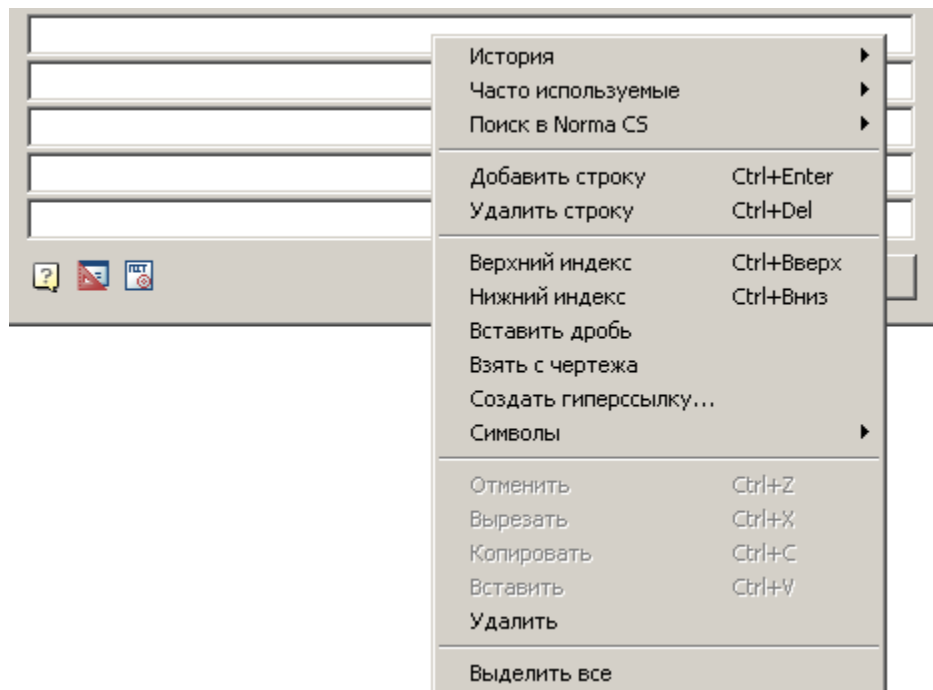 История
Часто используемые
Поиск в Norma CS
Добавить строку Ctrl+Enter
Удалить строку Ctrl+Del
Верхний индекс Ctrl+Вверх
Нижний индекс Ctrl+Вниз
Вставить дробь
Взять с чертежа
Создать гиперссылку...
Символы
Отменить Ctrl+Z
Вырезать Ctrl+X
Копировать Ctrl+C
Вставить Ctrl+V
Удалить
Выделить все